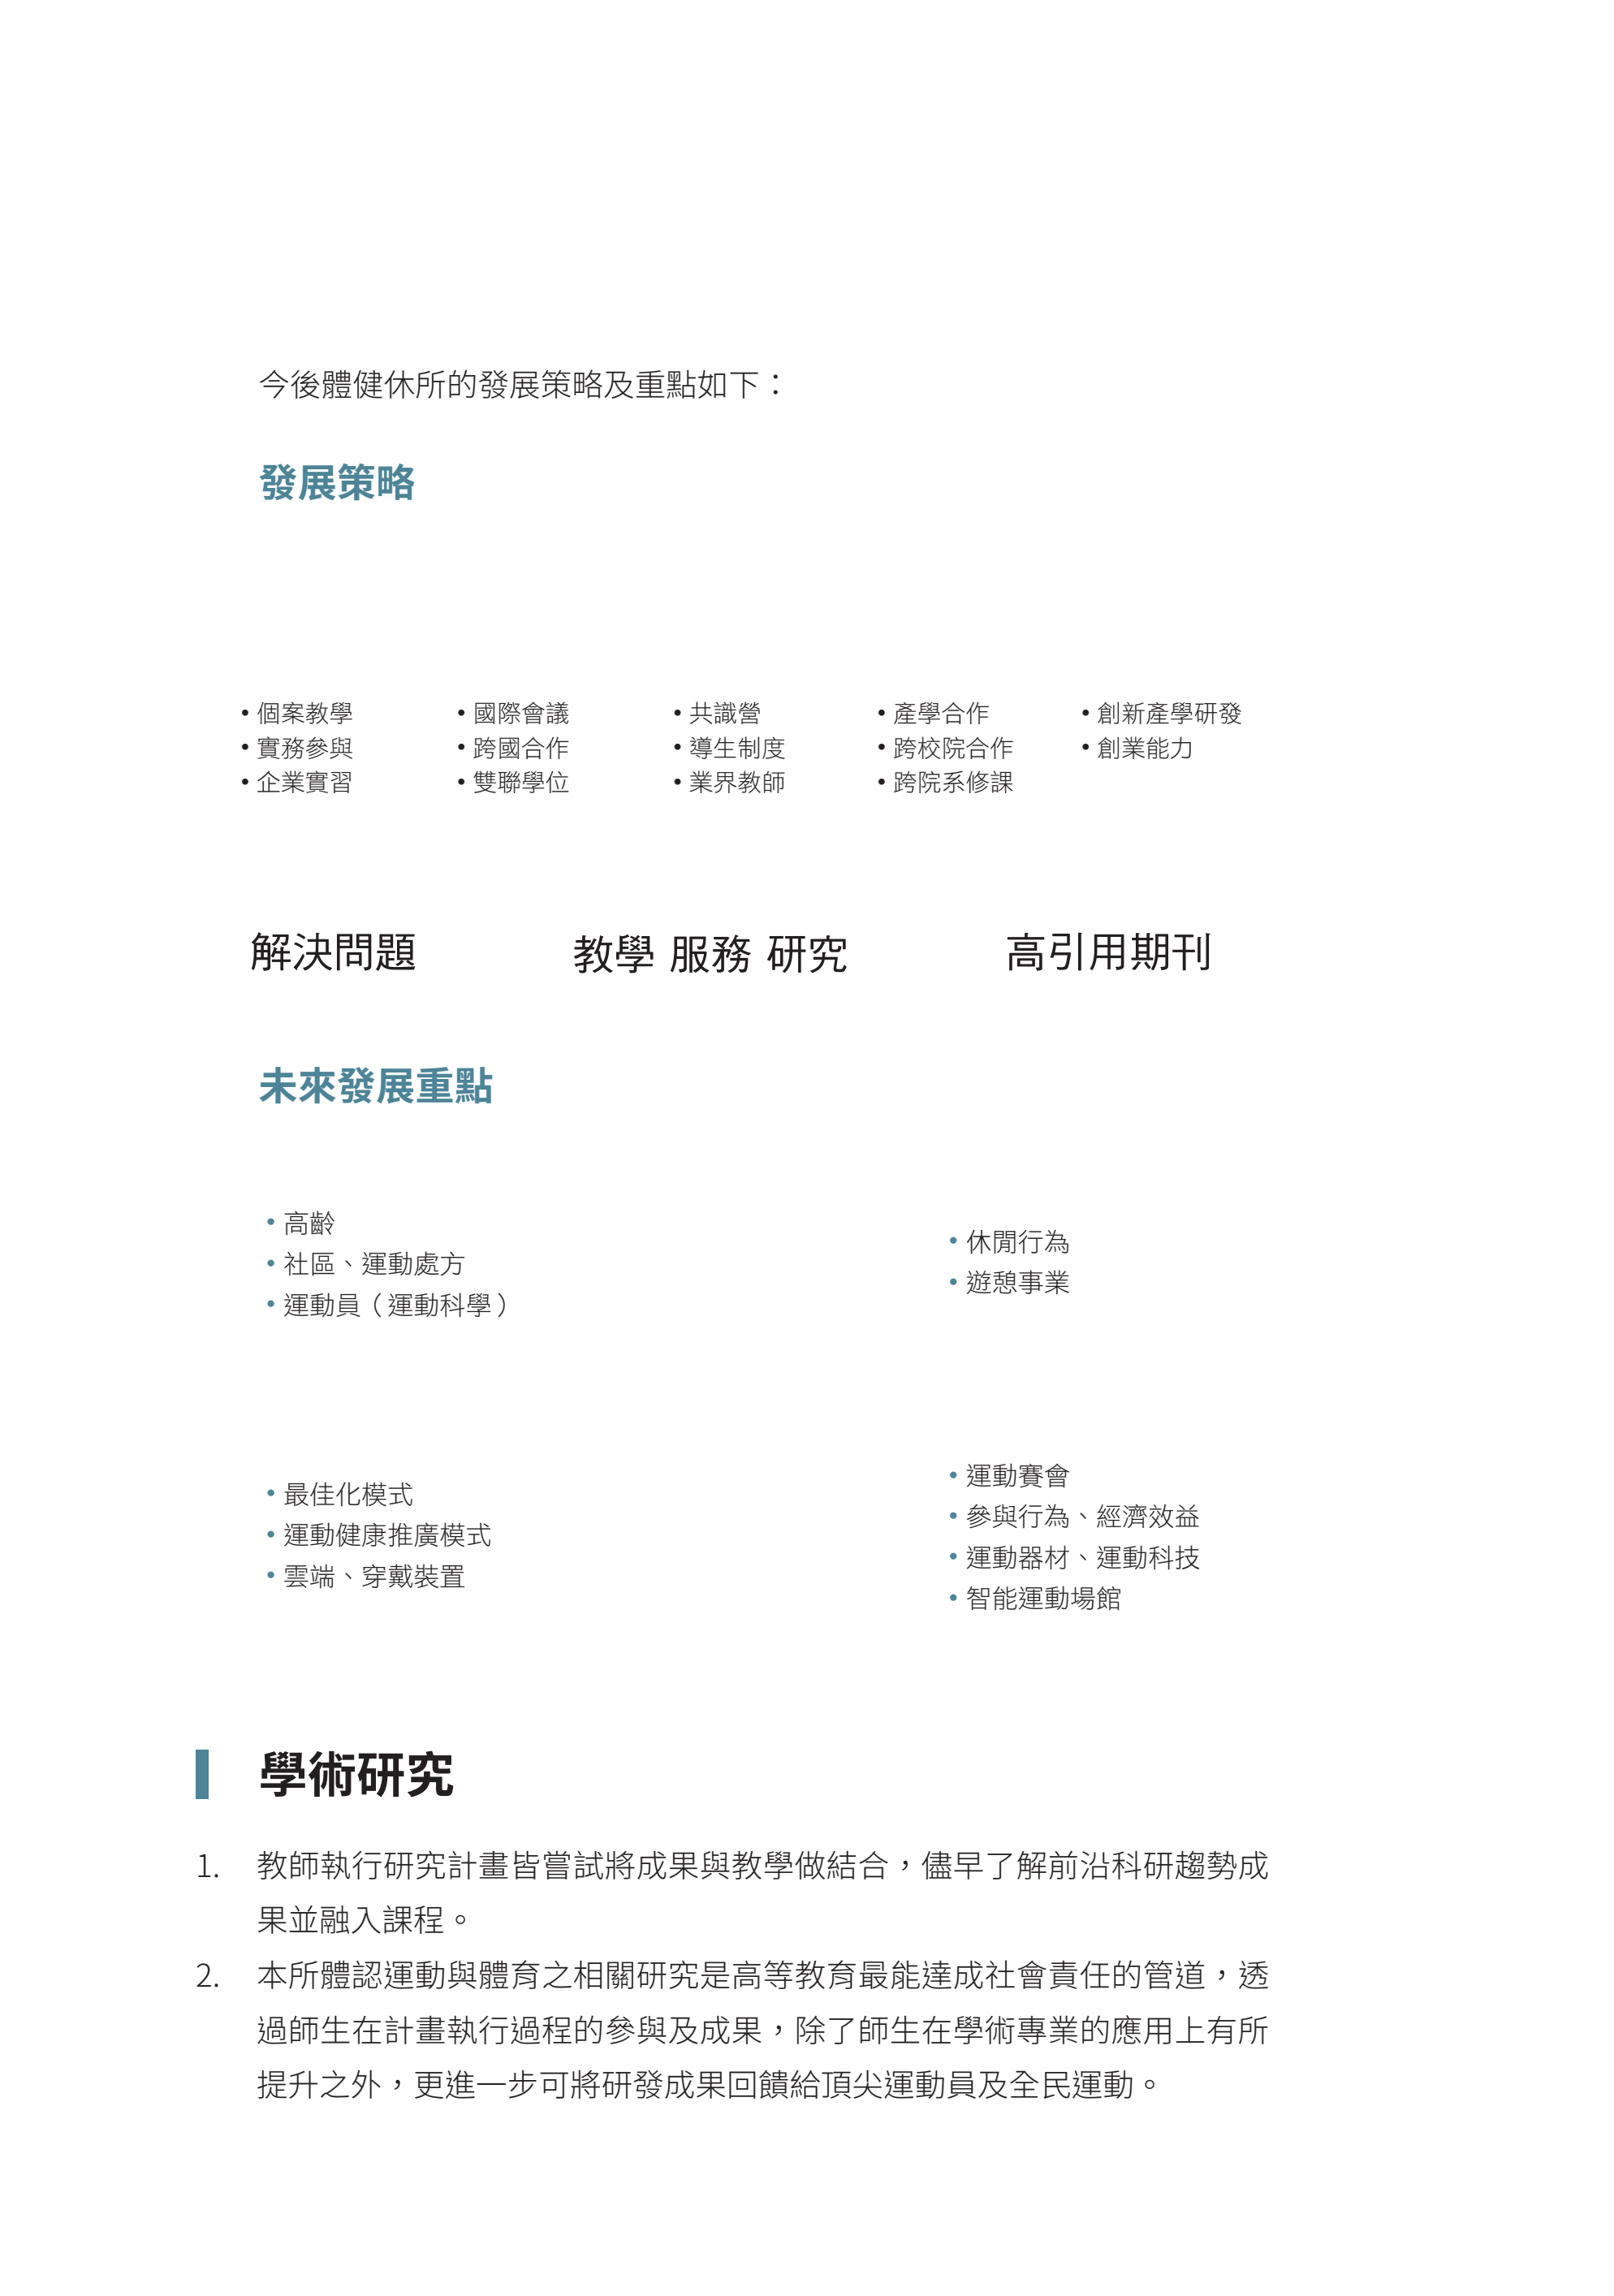 今後體健休所的發展策略及重點如下：
發展策略
• 個案教學
• 實務參與
• 企業實習
• 國際會議
• 跨國合作
• 雙聯學位
• 共識營
• 導生制度
• 業界教師
• 產學合作
• 跨校院合作
• 跨院系修課
• 創新產學研發
• 創業能力
解決問題
教學 服務 研究
高引用期刊
未來發展重點
• 高齡
• 社區、運動處方
• 運動員（運動科學）
• 休閒行為
• 遊憩事業
• 最佳化模式
• 運動健康推廣模式
• 雲端、穿戴裝置
• 運動賽會
• 參與行為、經濟效益
• 運動器材、運動科技
• 智能運動場館
學術研究
1. 教師執行研究計畫皆嘗試將成果與教學做結合，儘早了解前沿科研趨勢成
果並融入課程。
2. 本所體認運動與體育之相關研究是高等教育最能達成社會責任的管道，透
過師生在計畫執行過程的參與及成果，除了師生在學術專業的應用上有所
提升之外，更進一步可將研發成果回饋給頂尖運動員及全民運動。